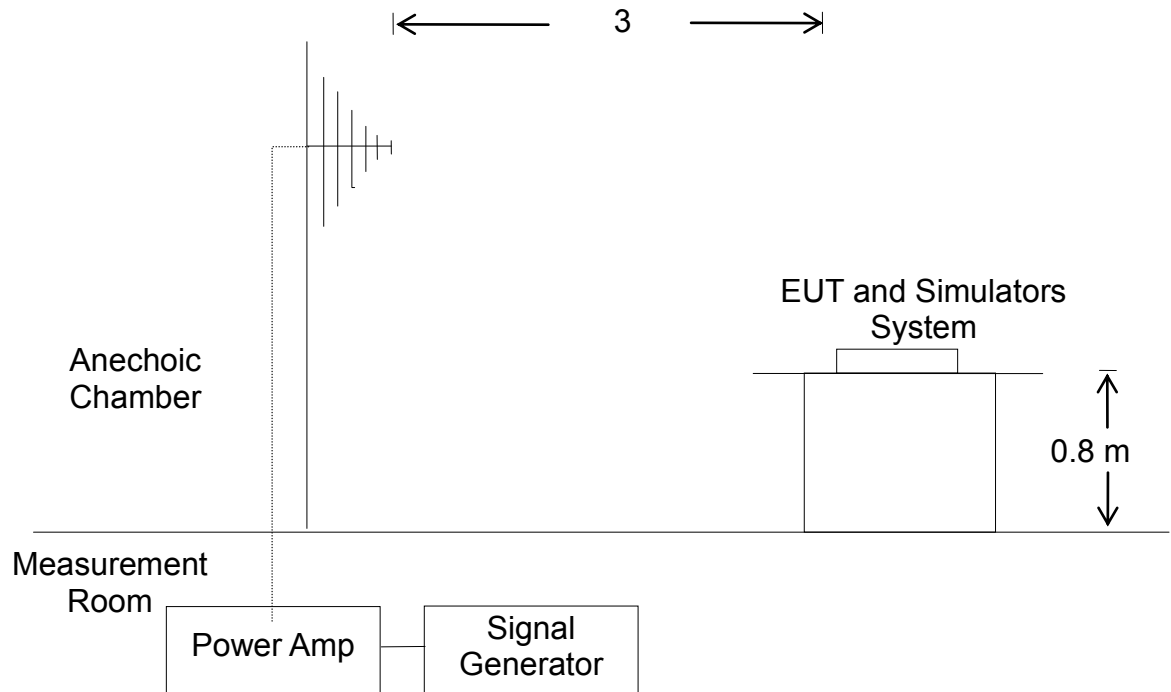 3
EUT and Simulators
System
Anechoic
Chamber
0.8 m
Measurement
Room
Power Amp
Signal
Generator